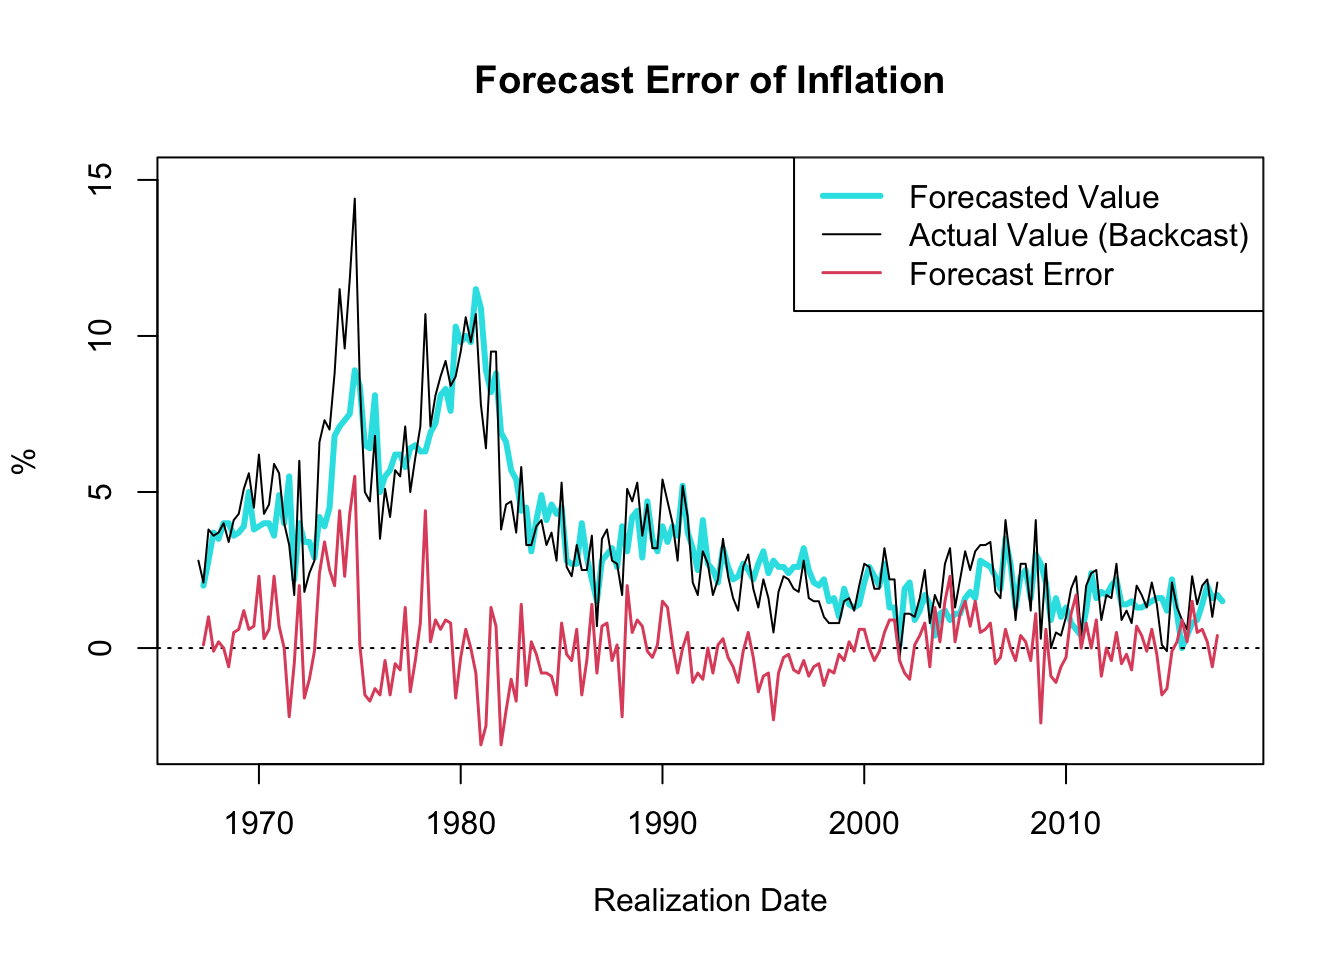 Forecast Error of Inflation
Forecasted Value
Actual Value (Backcast)
Forecast Error
%
15
10
5
0
1970
1980
1990
2000
2010
Realization Date